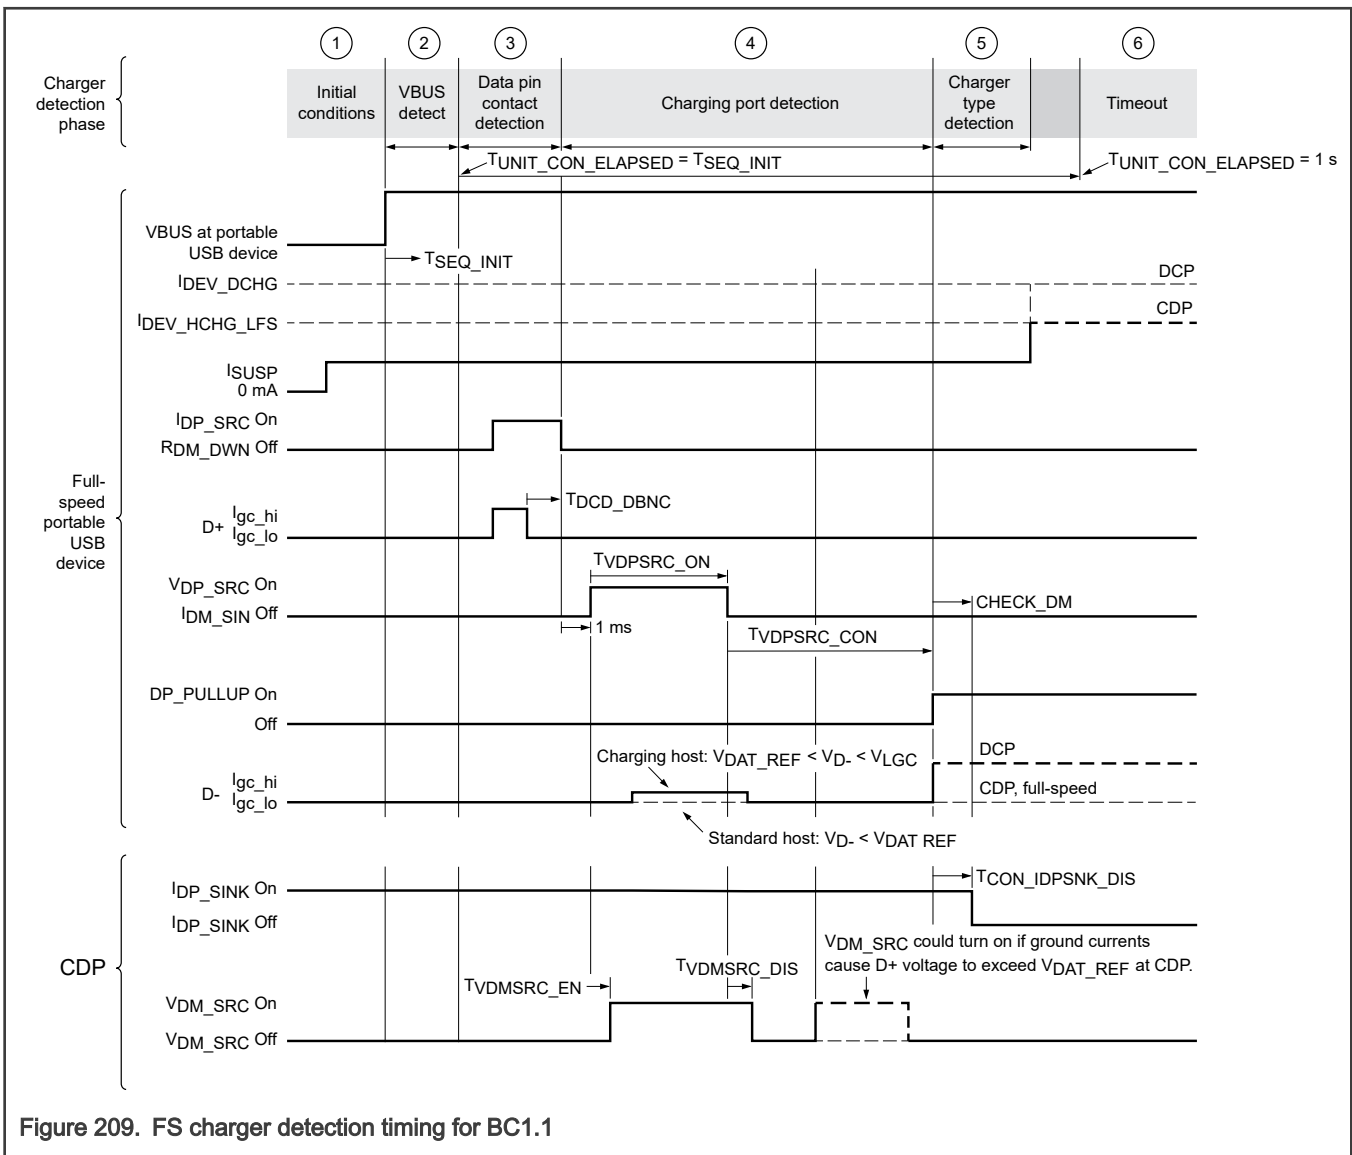 1 2 3 4 5 6
Charger
detection
phase
Initial
conditions
VBUS
detect
Data pin
contact
detection
Charging port detection
Charger
type
detection
Timeout
TUNIT_CON_ELAPSED = TSEQ_INIT
TUNIT_CON_ELAPSED = 1 s
Full-
speed
portable
USB
device
VBUS at portable
USB device
TSEQ_INIT
IDEV_DCHG
DCP
IDEV_HCHG_LFS
CDP
ISUSP
0 mA
IDP_SRC On
RDM_DWN Off
TDCD_DBNC
D+ Igc_hi
Igc_lo
TVDPSRC_ON
VDP_SRC On
IDM_SIN Off
CHECK_DM
1 ms
TVDPSRC_CON
DP_PULLUP On
Off
Charging host: VDAT_REF < VD- < VLGC
DCP
D- Igc_hi
Igc_lo
CDP, full-speed
Standard host: VD- < VDAT REF
CDP
IDP_SINK On
TCON_IDPSNK_DIS
IDP_SINK Off
VDM_SRC could turn on if ground currents
cause D+ voltage to exceed VDAT_REF at CDP.
TVDMSRC_EN
TVDMSRC_DIS
VDM_SRC On
VDM_SRC Off
Figure 209. FS charger detection timing for BC1.1